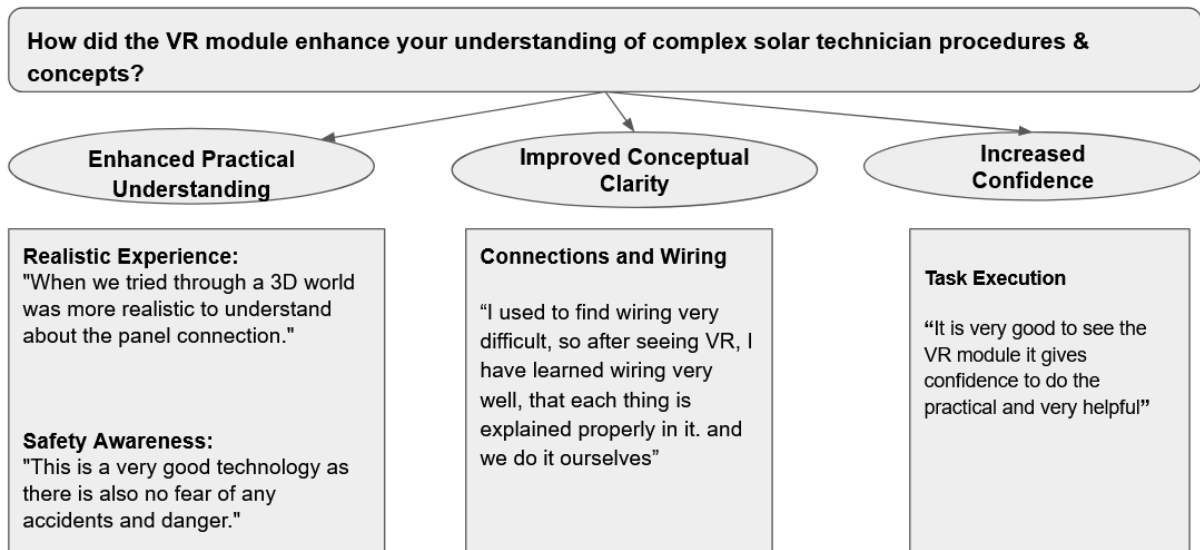 How did the VR module enhance your understanding of complex solar technician procedures &
concepts?
Enhanced Practical
Understanding
Improved Conceptual
Clarity
Increased
Confidence
Realistic Experience:
"When we tried through a 3D world
was more realistic to understand
about the panel connection."
Safety Awareness:
"This is a very good technology as
there is also no fear of any
accidents and danger."
Connections and Wiring
“I used to find wiring very
difficult, so after seeing VR, I
have learned wiring very
well, that each thing is
explained properly in it. and
we do it ourselves”
Task Execution
“It is very good to see the
VR module it gives
confidence to do the
practical and very helpful”